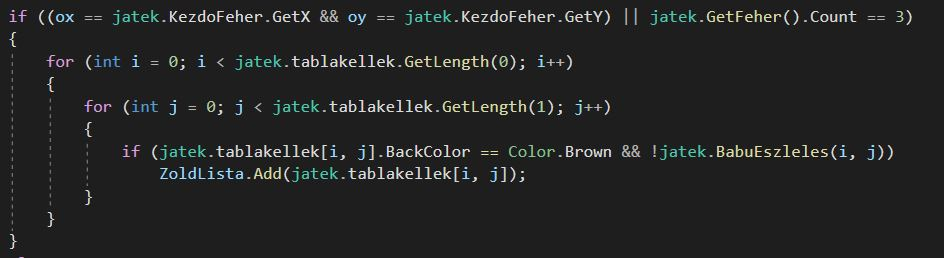 if ((ox == jatek.KezdoFeher.GetX && oy == jatek.KezdoFeher.GetY) || jatek.GetFeher().Count == 3)
{
    for (int i = 0; i < jatek.tablakellek.GetLength(0); i++)
    {
        for (int j = 0; j < jatek.tablakellek.GetLength(1); j++)
        {
            if (jatek.tablakellek[i, j].BackColor == Color.Brown && !jatek.BabuEszleles(i, j))
                ZoldLista.Add(jatek.tablakellek[i, j]);
        }
    }
}